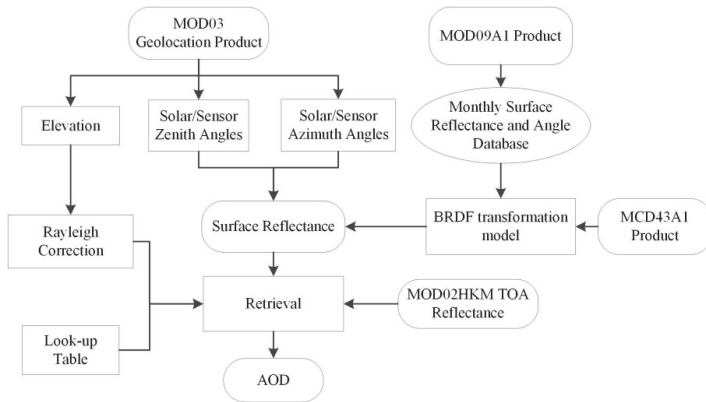 MOD03
Geolocation Product
MOD09A1 Product
Elevation
Solar/Sensor
Zenith Angles
Solar/Sensor
Azimuth Angles
Monthly Surface
Reflectance and Angle
Database
Rayleigh
Correction
Surface Reflectance
BRDF transformation
model
MCD43A1
Product
Retrieval
MOD02HKM TOA
Reflectance
Look-up
Table
AOD